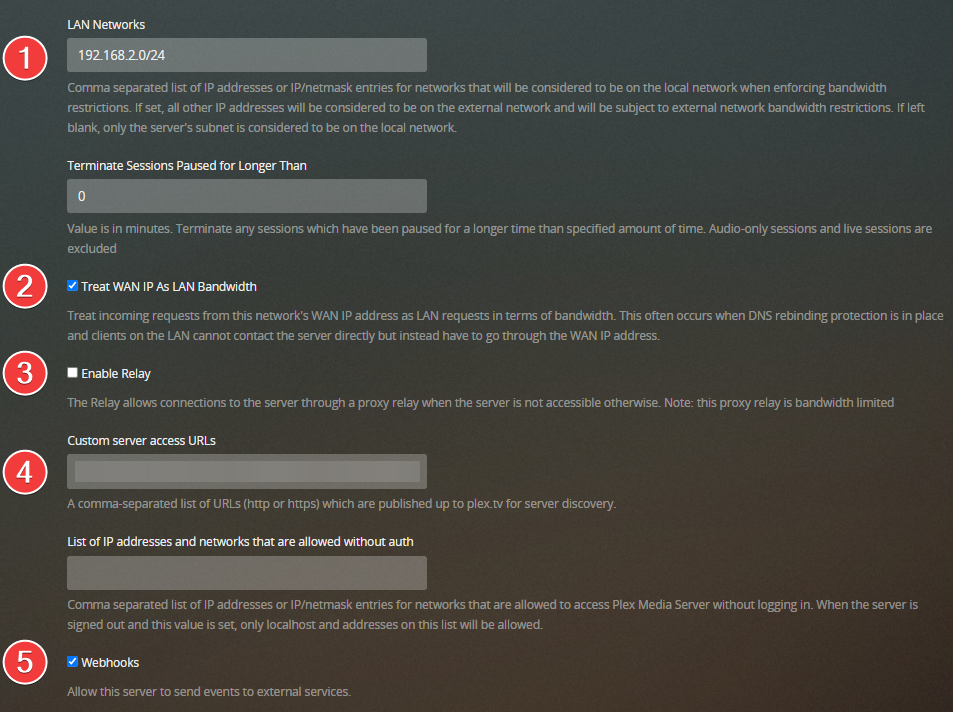 LAN Networks
1
192.168.2.0/24
Comma separated list of IP addresses or IP/netmask entries for networks that will be considered to be on the local network when enforcing bandwidth
restrictions. If set, all other IP addresses will be considered to be on the external network and will be subject to external network bandwidth restrictions. If left
blank, only the server's subnet is considered to be on the local network.
Terminate Sessions Paused for Longer Than
0
Value is in minutes. Terminate any sessions which have been paused for a longer time than specified amount of time. Audio-only sessions and live sessions are
excluded
2
Treat WAN IP As LAN Bandwidth
Treat incoming requests from this network's WAN IP address as LAN requests in terms of bandwidth. This often occurs when DNS rebinding protection is in place
and clients on the LAN cannot contact the server directly but instead have to go through the WAN IP address.
3
Enable Relay
The Relay allows connections to the server through a proxy relay when the server is not accessible otherwise. Note: this proxy relay is bandwidth limited
Custom server access URLs
4
A comma-separated list of URLs (http or https) which are published up to plex.tv for server discovery.
List of IP addresses and networks that are allowed without auth
Comma separated list of IP addresses or IP/netmask entries for networks that are allowed to access Plex Media Server without logging in. When the server is
signed out and this value is set, only localhost and addresses on this list will be allowed.
5
Webhooks
Allow this server to send events to external services.